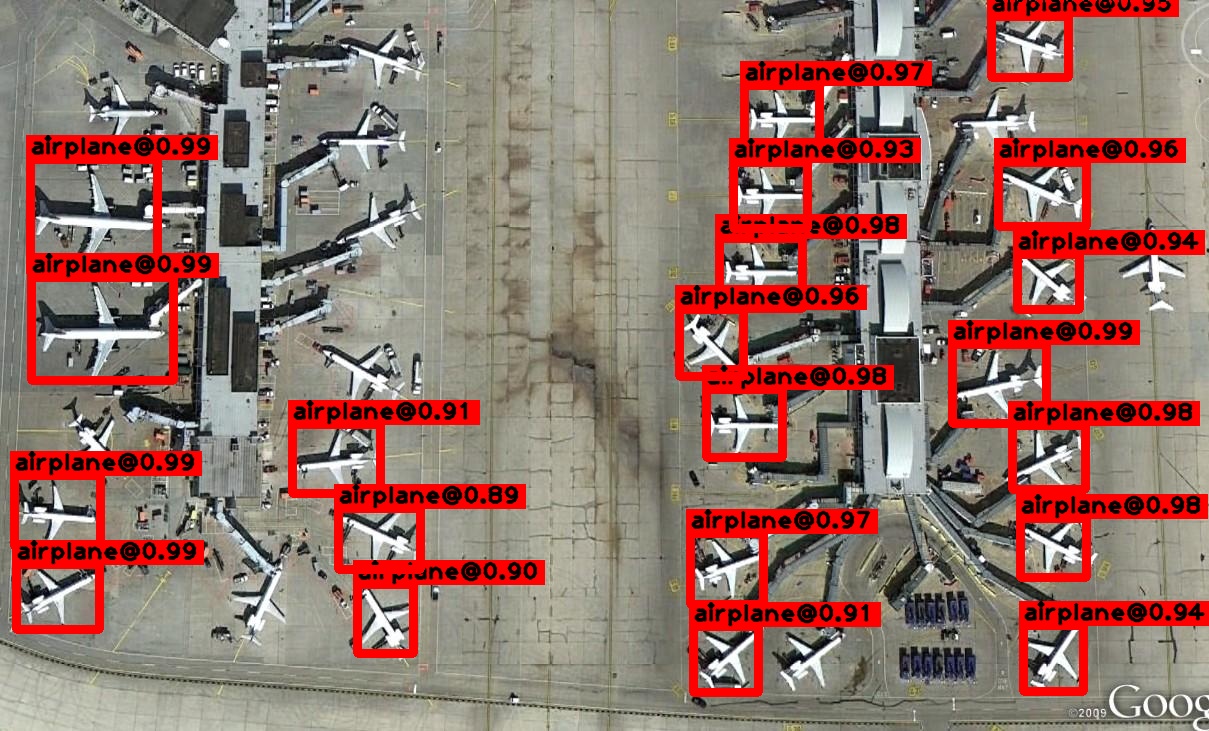 airplane@0.95
airplane@0.97
airplane@0.99
airplane@0.93
airplane@0.96
airplane@0.98
airplane@0.94
airplane@0.99
airplane@0.96
airplane@0.99
airplane@0.98
airplane@0.91
airplane@0.98
airplane@0.99
airplane@0.89
airplane@0.98
airplane@0.97
airplane@0.99
airplane@0.90
airplane@0.91
airplane@0.94
©2009 Goog